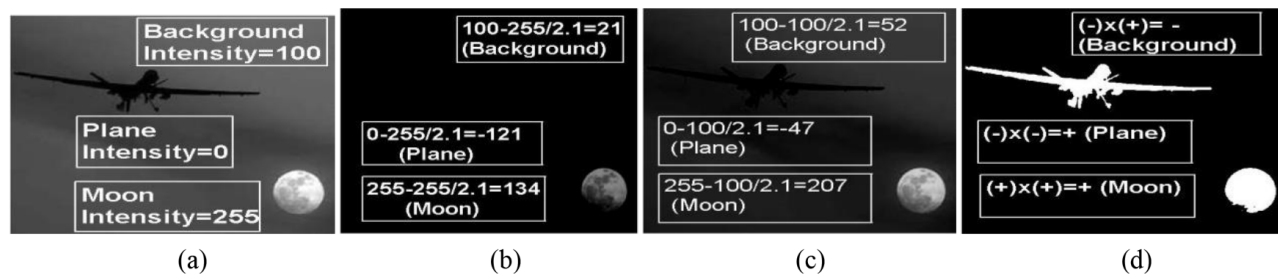 Background
Intensity=100
Plane
Intensity=0
Moon
Intensity=255
100-255/2.1=21
(Background)
0-255/2.1=-121
(Plane)
255-255/2.1=134
(Moon)
100-100/2.1=52
(Background)
0-100/2.1=-47
(Plane)
255-100/2.1=207
(Moon)
(-)x(+)= -
(Background)
(-)x(-)=+ (Plane)
(+)x(+)=+ (Moon)
(a)
(b)
(c)
(d)